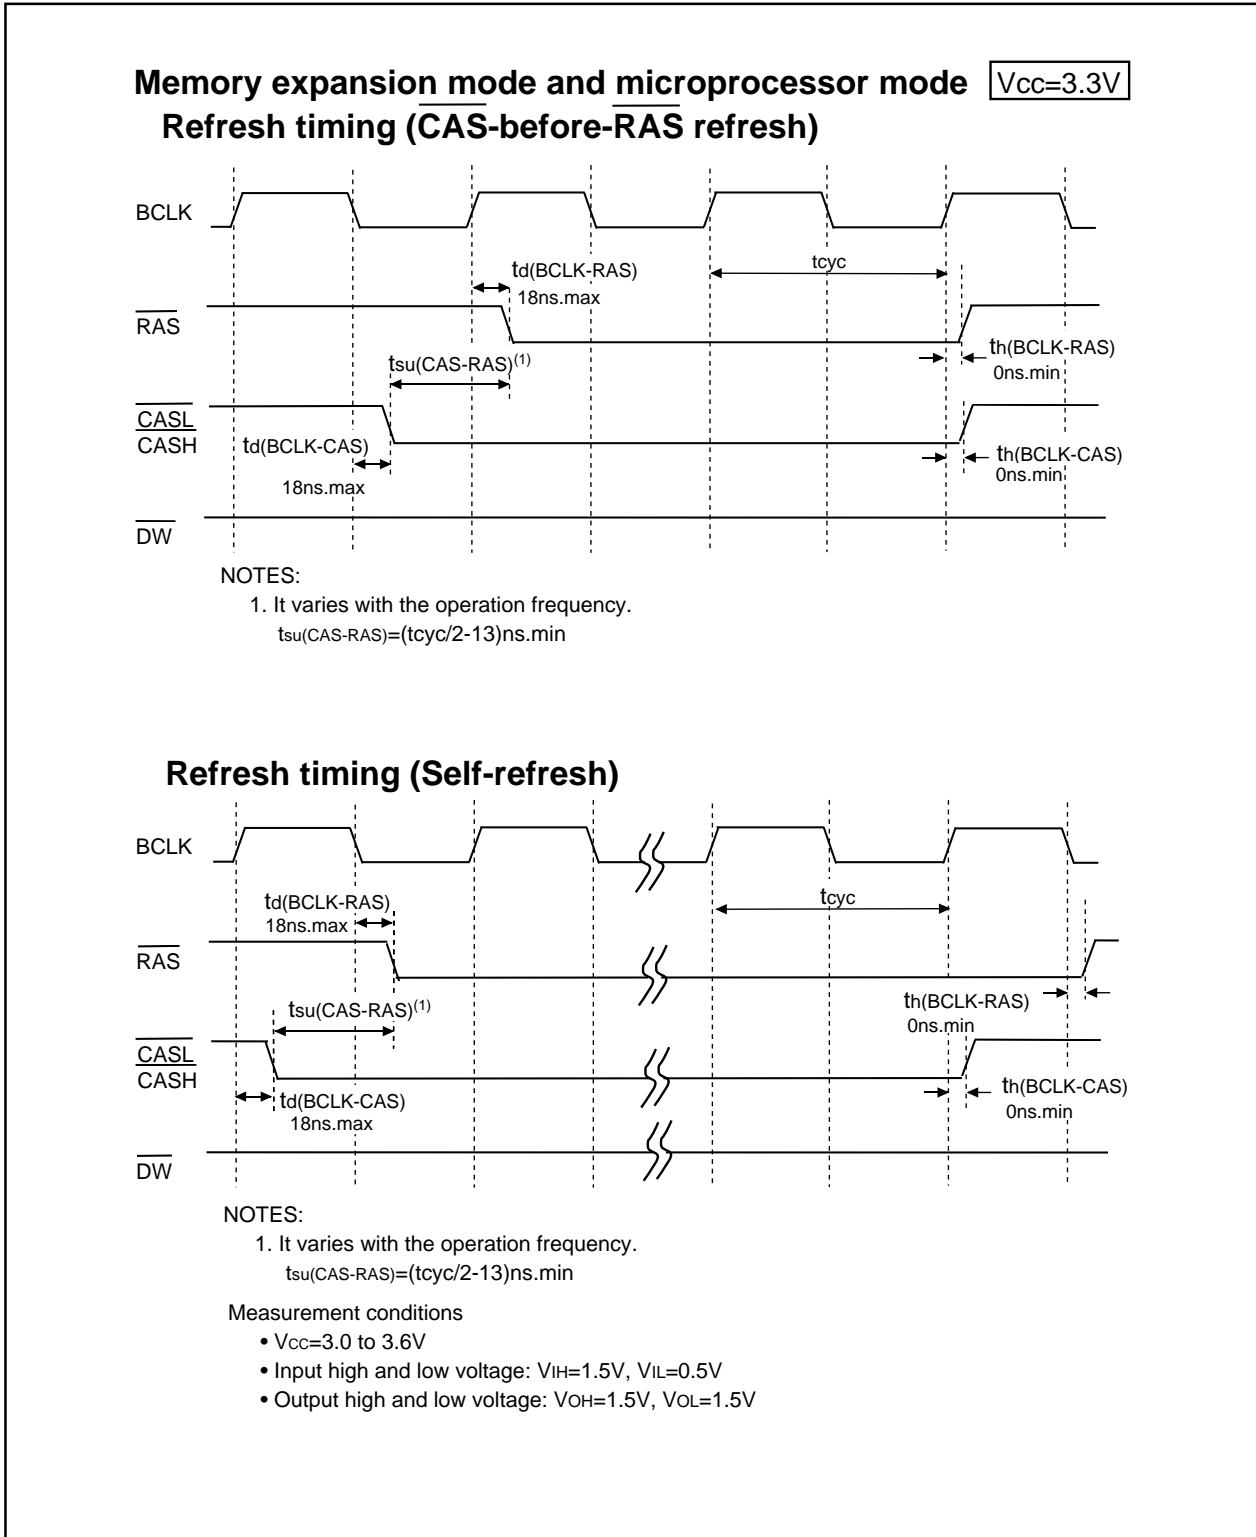 Memory expansion mode and microprocessor mode
Vcc=3.3V
Refresh timing (CAS-before-RAS refresh)
BCLK
td(BCLK-RAS)
18ns.max
tcyc
RAS
th(BCLK-RAS)
0ns.min
tsu(CAS-RAS)(1)
CASL
CASH
td(BCLK-CAS)
18ns.max
th(BCLK-CAS)
0ns.min
DW
NOTES:
1. It varies with the operation frequency.
tsu(CAS-RAS)=(tcyc/2-13)ns.min
Refresh timing (Self-refresh)
BCLK
td(BCLK-RAS)
18ns.max
tcyc
RAS
tsu(CAS-RAS)(1)
th(BCLK-RAS)
0ns.min
CASL
CASH
td(BCLK-CAS)
18ns.max
th(BCLK-CAS)
0ns.min
DW
NOTES:
1. It varies with the operation frequency.
tsu(CAS-RAS)=(tcyc/2-13)ns.min
Measurement conditions
• VCC=3.0 to 3.6V
• Input high and low voltage: VIH=1.5V, VIL=0.5V
• Output high and low voltage: VOH=1.5V, VOL=1.5V